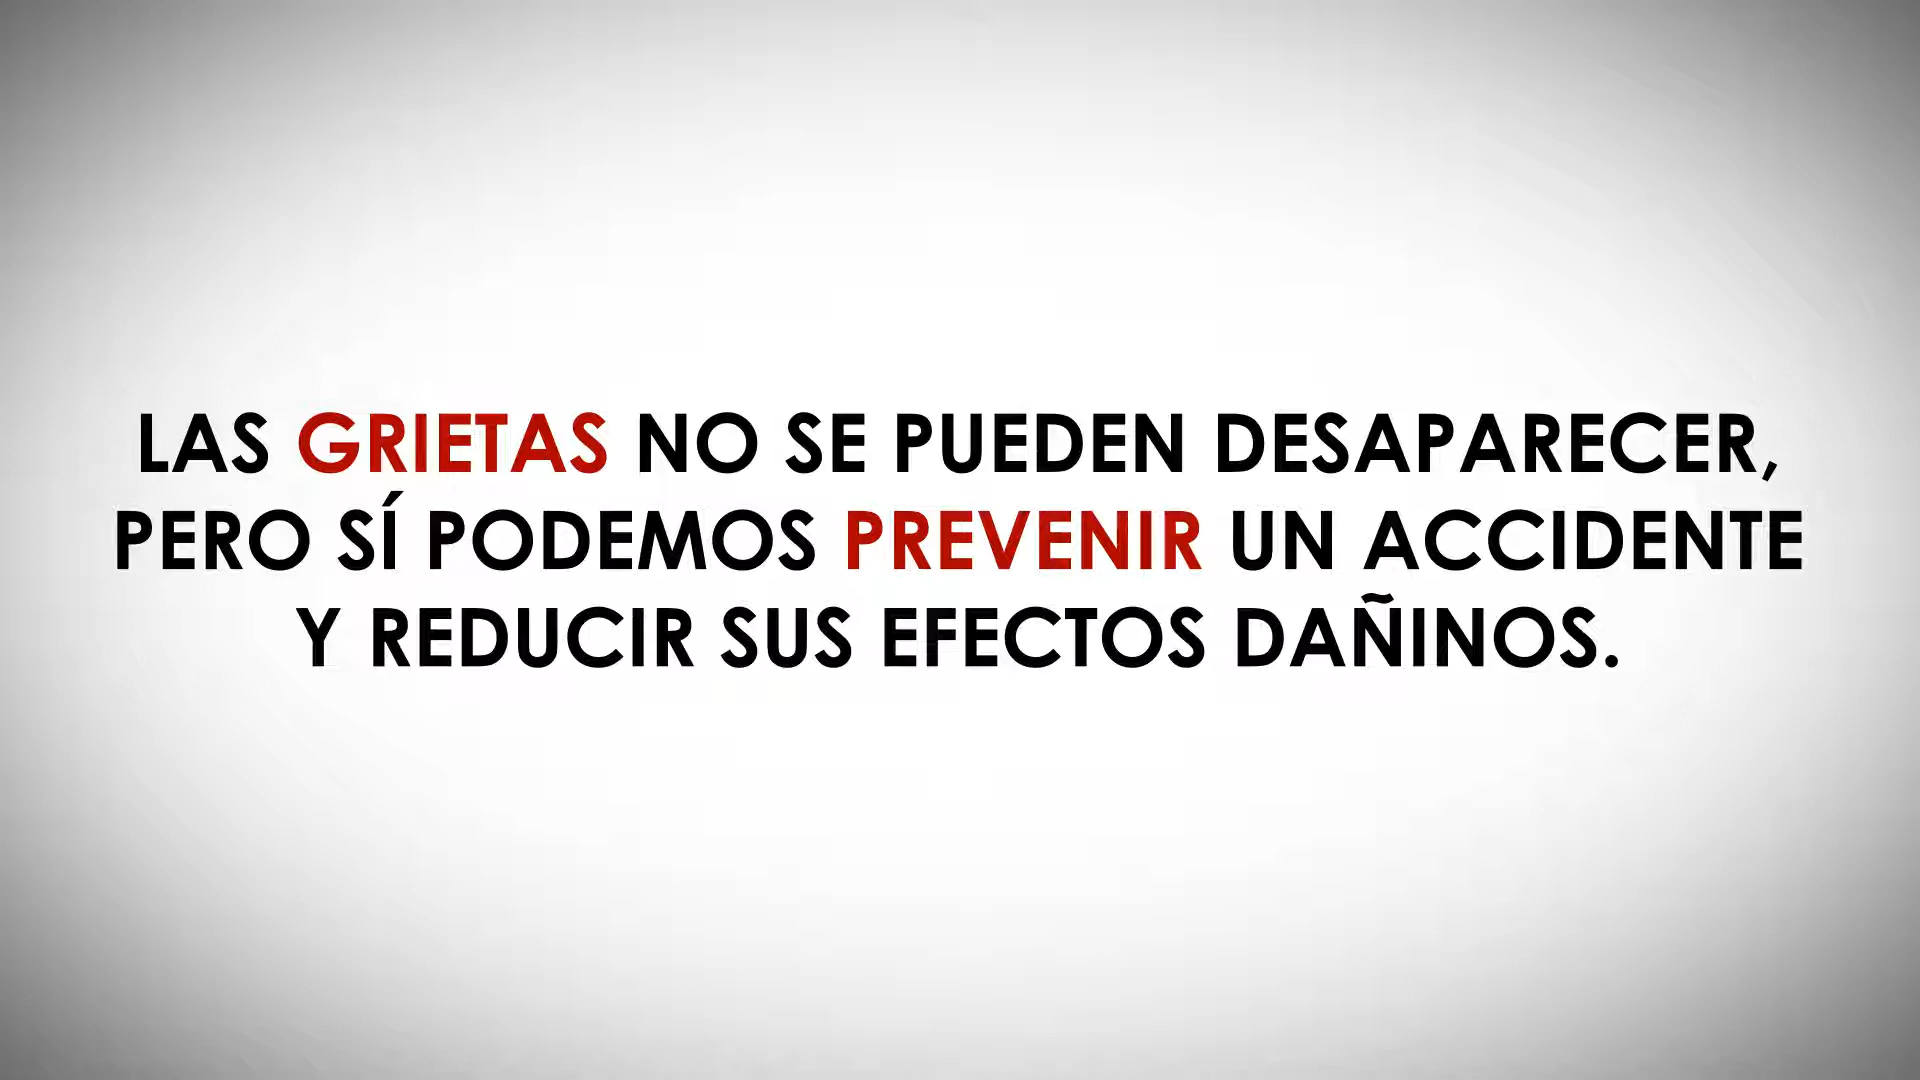 LAS GRIETAS NO SE PUEDEN DESAPARECER,
PERO SÍ PODEMOS PREVENIR UN ACCIDENTE
Y REDUCIR SUS EFECTOS DAÑINOS.